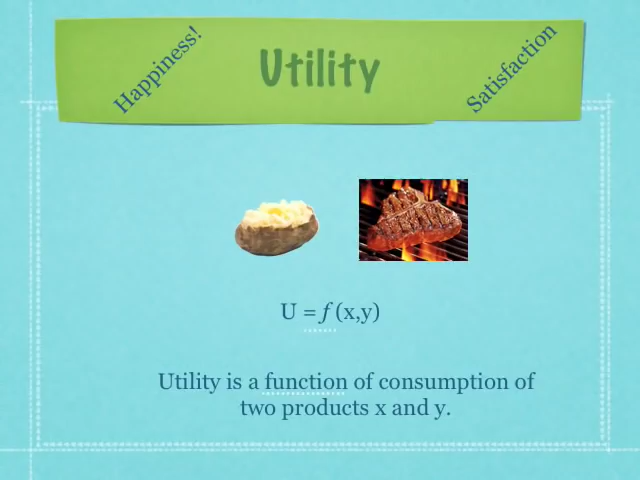 Happiness!
Utility
Satisfaction
U = f (x,y)
Utility is a function of consumption of
two products x and y.